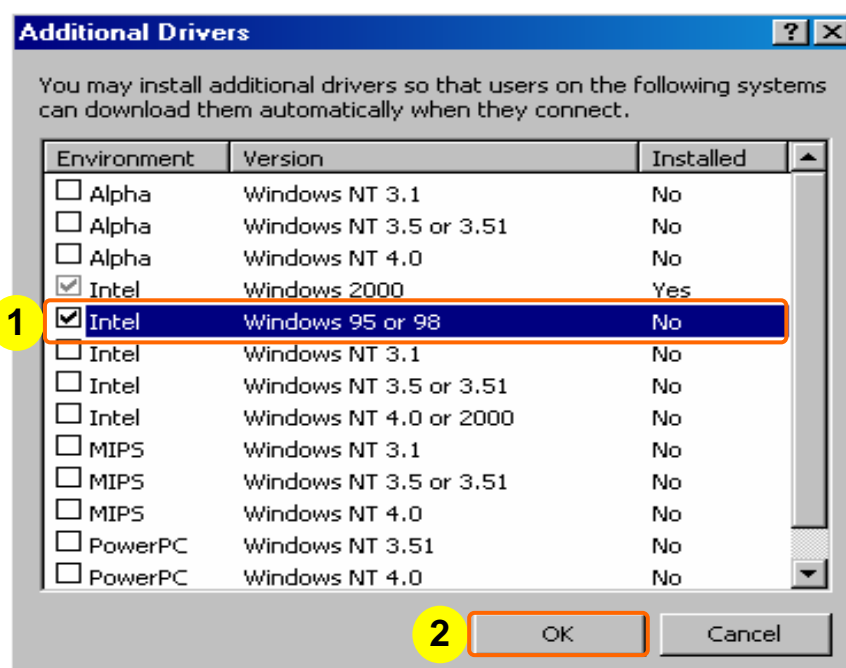 Additional Drivers
You may install additional drivers so that users on the following systems
can download them automatically when they connect.
Environment Version Installed
Alpha Windows NT 3.1 No
Alpha Windows NT 3.5 or 3.51 No
Alpha Windows NT 4.0 No
Intel Windows 2000 Yes
1 Intel Windows 95 or 98 No
Intel Windows NT 3.1 No
Intel Windows NT 3.5 or 3.51 No
Intel Windows NT 4.0 or 2000 No
MIPS Windows NT 3.1 No
MIPS Windows NT 3.5 or 3.51 No
MIPS Windows NT 4.0 No
PowerPC Windows NT 3.51 No
PowerPC Windows NT 4.0 No
2 OK Cancel